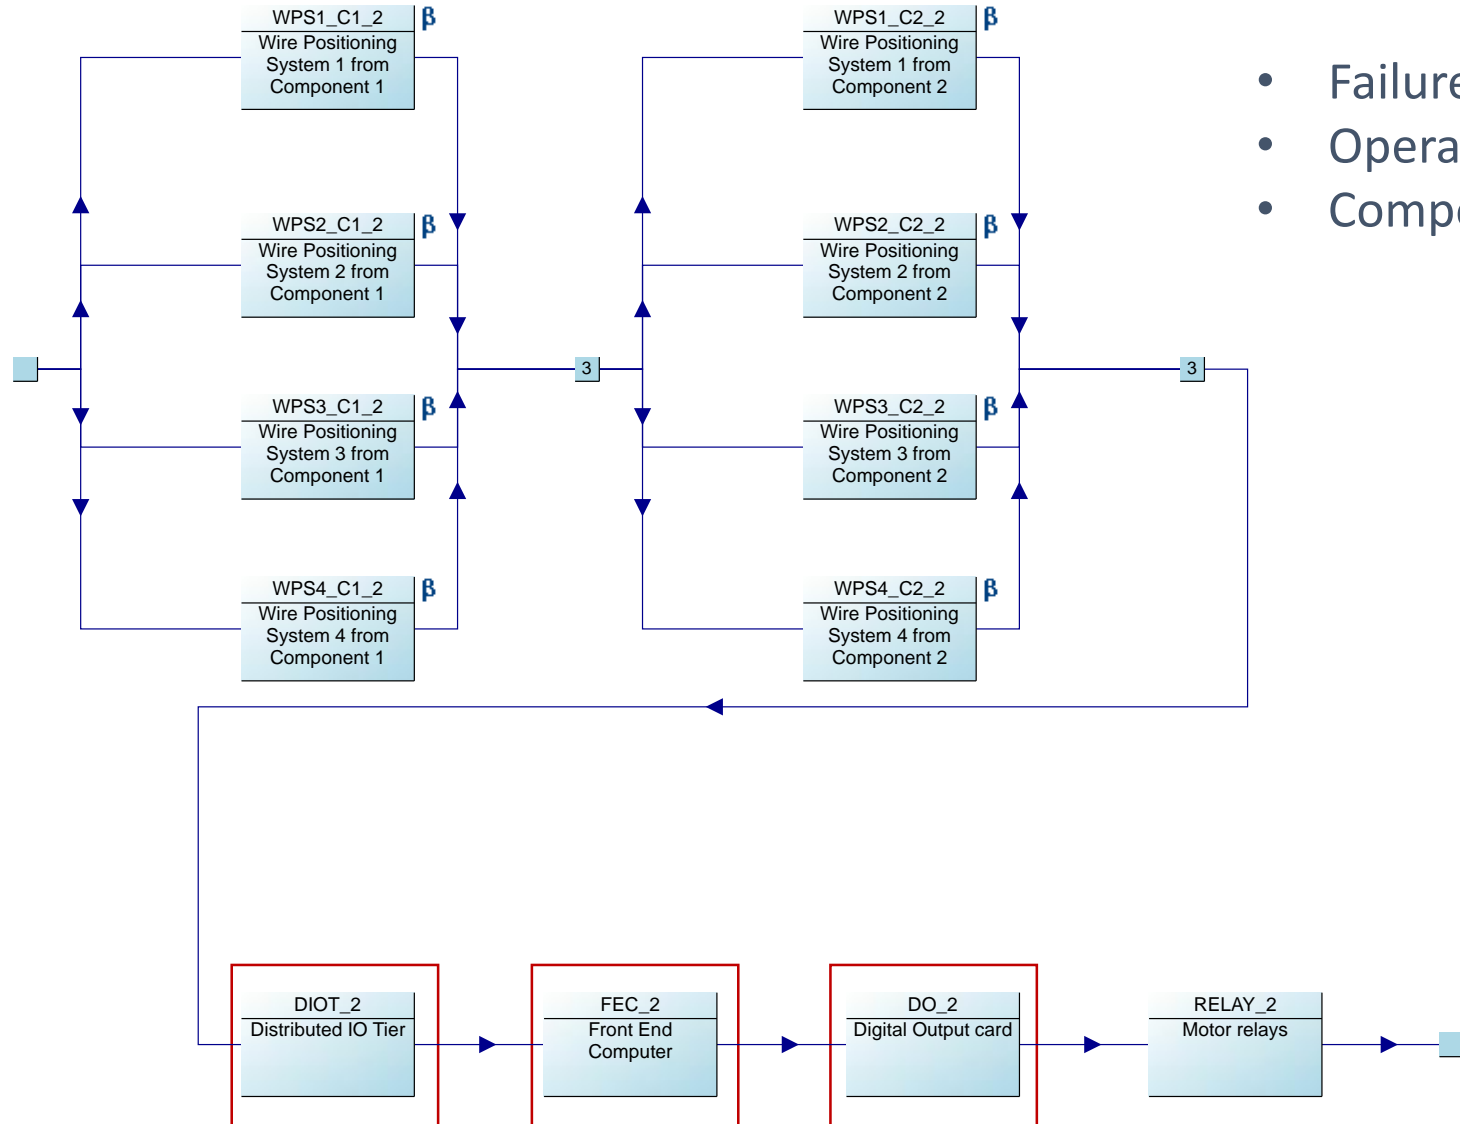 WPS1_C1_2 β
Wire Positioning
System 1 from
Component 1
WPS1_C2_2 β
Wire Positioning
System 1 from
Component 2
• Failure
• Opera
• Comp
WPS2_C1_2 β
Wire Positioning
System 2 from
Component 1
WPS2_C2_2 β
Wire Positioning
System 2 from
Component 2
3
3
WPS3_C1_2 β
Wire Positioning
System 3 from
Component 1
WPS3_C2_2 β
Wire Positioning
System 3 from
Component 2
WPS4_C1_2 β
Wire Positioning
System 4 from
Component 1
WPS4_C2_2 β
Wire Positioning
System 4 from
Component 2
DIOT_2
Distributed IO Tier
FEC_2
Front End
Computer
DO_2
Digital Output card
RELAY_2
Motor relays